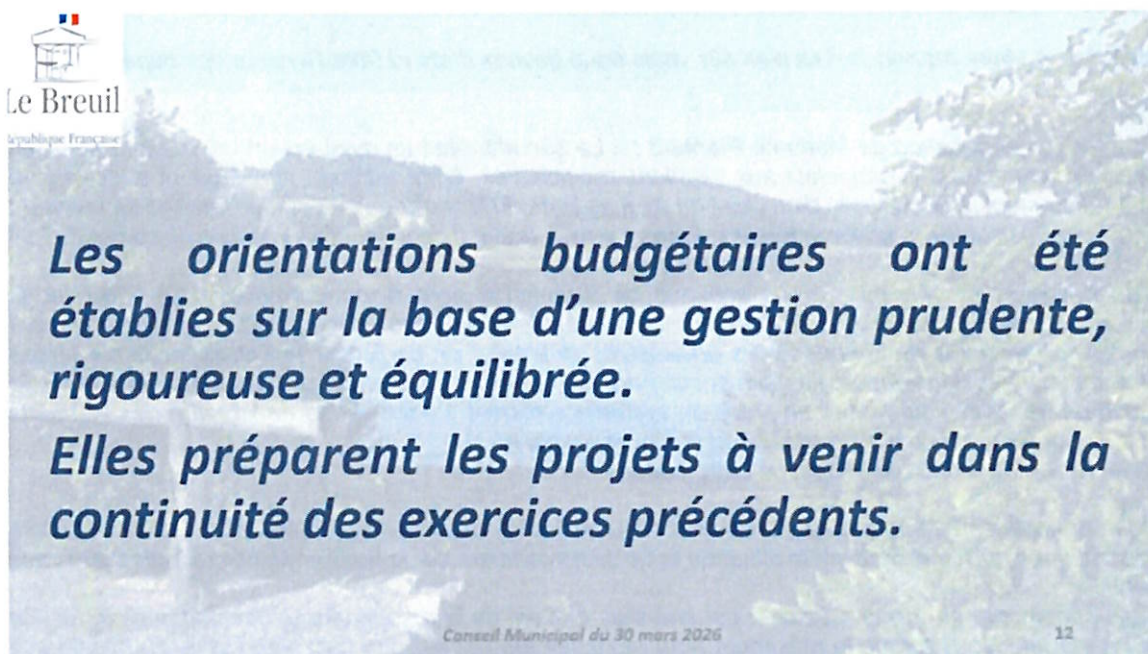 Le Breuil
République Française
Les orientations budgétaires ont été
établies sur la base d'une gestion prudente,
rigoureuse et équilibrée.
Elles préparent les projets à venir dans la
continuité des exercices précédents.
Conseil Municipal du 30 mars 2026
12